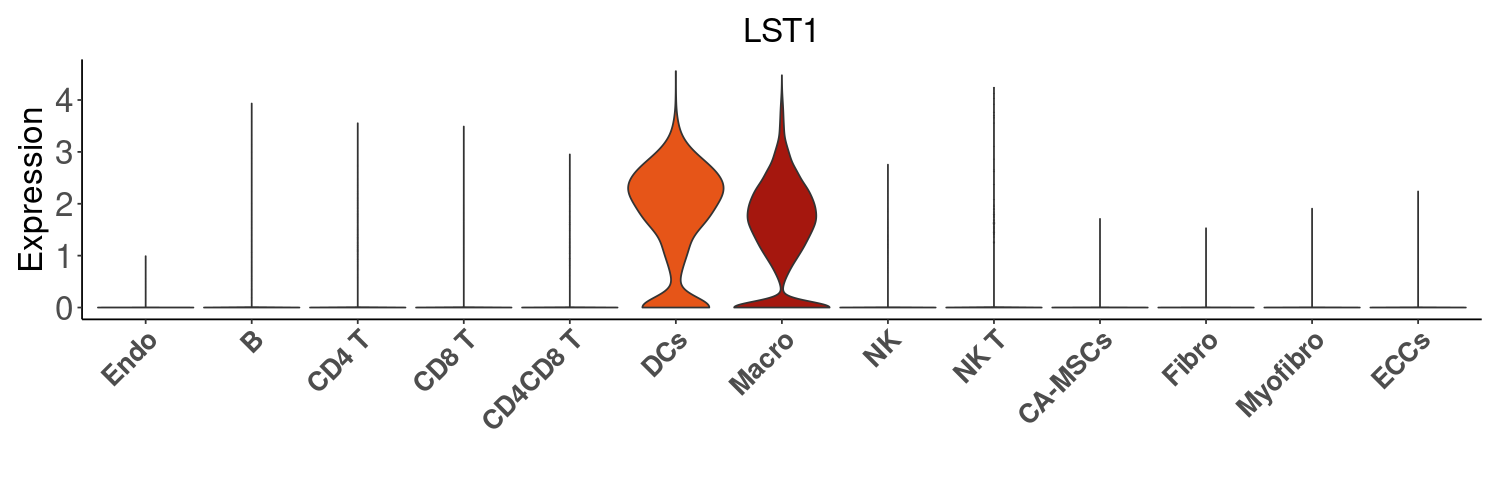 LST1
Expression
4
3
2
1
0
Endo
B
CD4 T
CD8 T
CD4CD8 T
DCs
Macro
NK
NK T
CA-MSCs
Fibro
Myofibro
ECCs